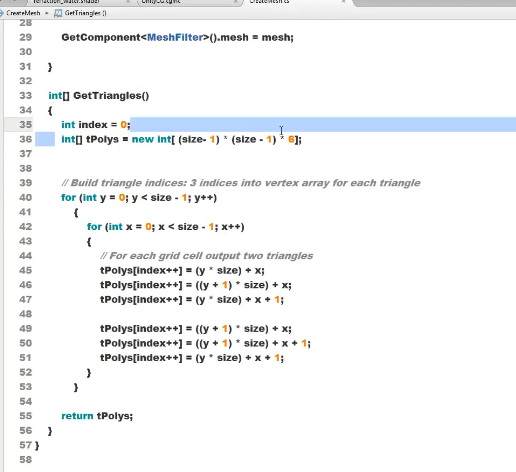 refraction_water.shader × UnityCG.cginc × CreateMesh.cs ×
CreateMesh ▸ GetTriangles ()
28
29 GetComponent<MeshFilter>().mesh = mesh;
30
31 }
32
33 int[] GetTriangles()
34 {
35 int index = 0;
36 int[] tPolys = new int[ (size- 1) * (size - 1) * 6];
37
38
39 // Build triangle indices: 3 indices into vertex array for each triangle
40 for (int y = 0; y < size - 1; y++)
41 {
42 for (int x = 0; x < size - 1; x++)
43 {
44 // For each grid cell output two triangles
45 tPolys[index++] = (y * size) + x;
46 tPolys[index++] = ((y + 1) * size) + x;
47 tPolys[index++] = (y * size) + x + 1;
48
49 tPolys[index++] = ((y + 1) * size) + x;
50 tPolys[index++] = ((y + 1) * size) + x + 1;
51 tPolys[index++] = (y * size) + x + 1;
52 }
53 }
54
55 return tPolys;
56 }
57 }
58